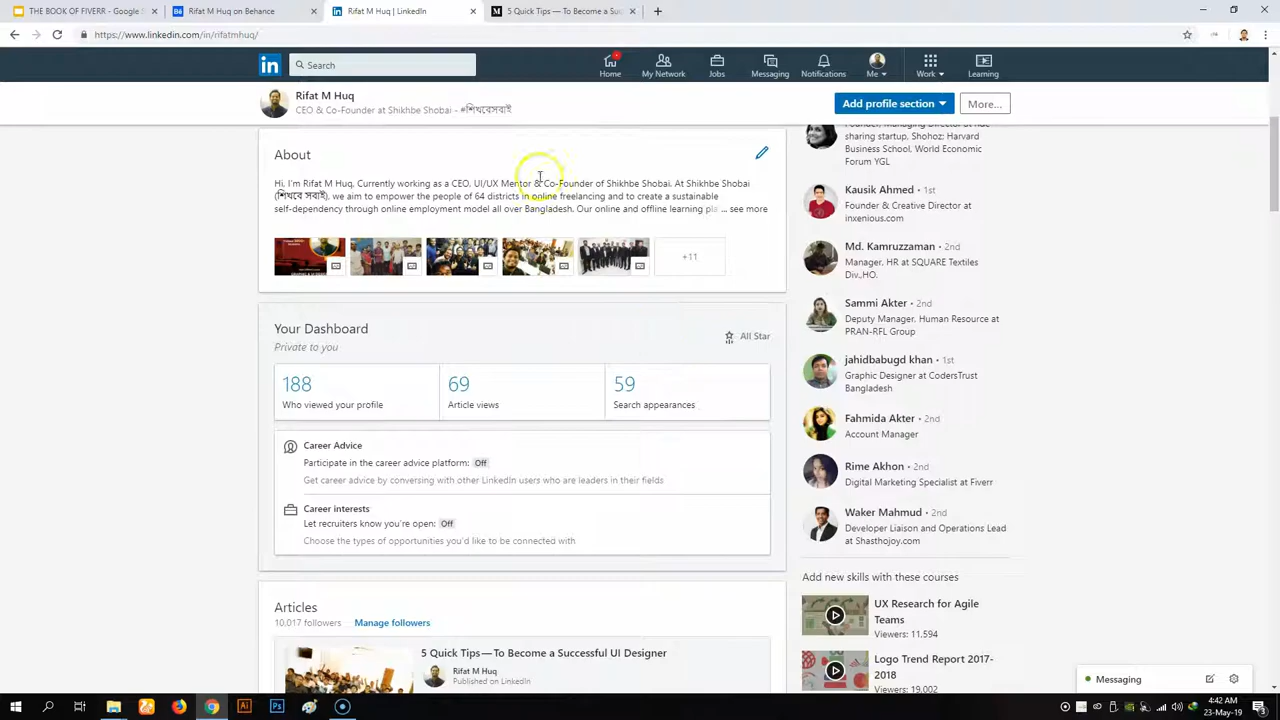 THE BOOK OF FIVERR - Google S
Rifat M Huq on Behance
Rifat M Huq | LinkedIn
5 Quick Tips — To Become a Suc
https://www.linkedin.com/in/rifatmhuq/
Search
Home
My Network
Jobs
Messaging
Notifications
Me
Work
Learning
Rifat M Huq
CEO & Co-Founder at Shikhbe Shobai - #শিখবেসবাই
Add profile section
More...
About
Hi, I'm Rifat M Huq, Currently working as a CEO, UI/UX Mentor & Co-Founder of Shikhbe Shobai. At Shikhbe Shobai
(শিখবে সবাই), we aim to empower the people of 64 districts in online freelancing and to create a sustainable
self-dependency through online employment model all over Bangladesh. Our online and offline learning pla ... see more
+11
Your Dashboard
Private to you
All Star
188
Who viewed your profile
69
Article views
59
Search appearances
Career Advice
Participate in the career advice platform: Off
Get career advice by conversing with other LinkedIn users who are leaders in their fields
Career interests
Let recruiters know you're open: Off
Choose the types of opportunities you'd like to be connected with
Articles
10,017 followers
Manage followers
5 Quick Tips — To Become a Successful UI Designer
Rifat M Huq
Published on LinkedIn
sharing startup, Shohoz; Harvard
Business School, World Economic
Forum YGL
Kausik Ahmed • 1st
Founder & Creative Director at
inxenious.com
Md. Kamruzzaman • 2nd
Manager, HR at SQUARE Textiles
Div.,HO.
Sammi Akter • 2nd
Deputy Manager, Human Resource at
PRAN-RFL Group
jahidbabugd khan • 1st
Graphic Designer at CodersTrust
Bangladesh
Fahmida Akter • 2nd
Account Manager
Rime Akhon • 2nd
Digital Marketing Specialist at Fiverr
Waker Mahmud • 2nd
Developer Liaison and Operations Lead
at Shasthojoy.com
Add new skills with these courses
UX Research for Agile
Teams
Viewers: 11,594
Logo Trend Report 2017-
2018
Viewers: 19,002
Messaging
4:42 AM
23-May-19